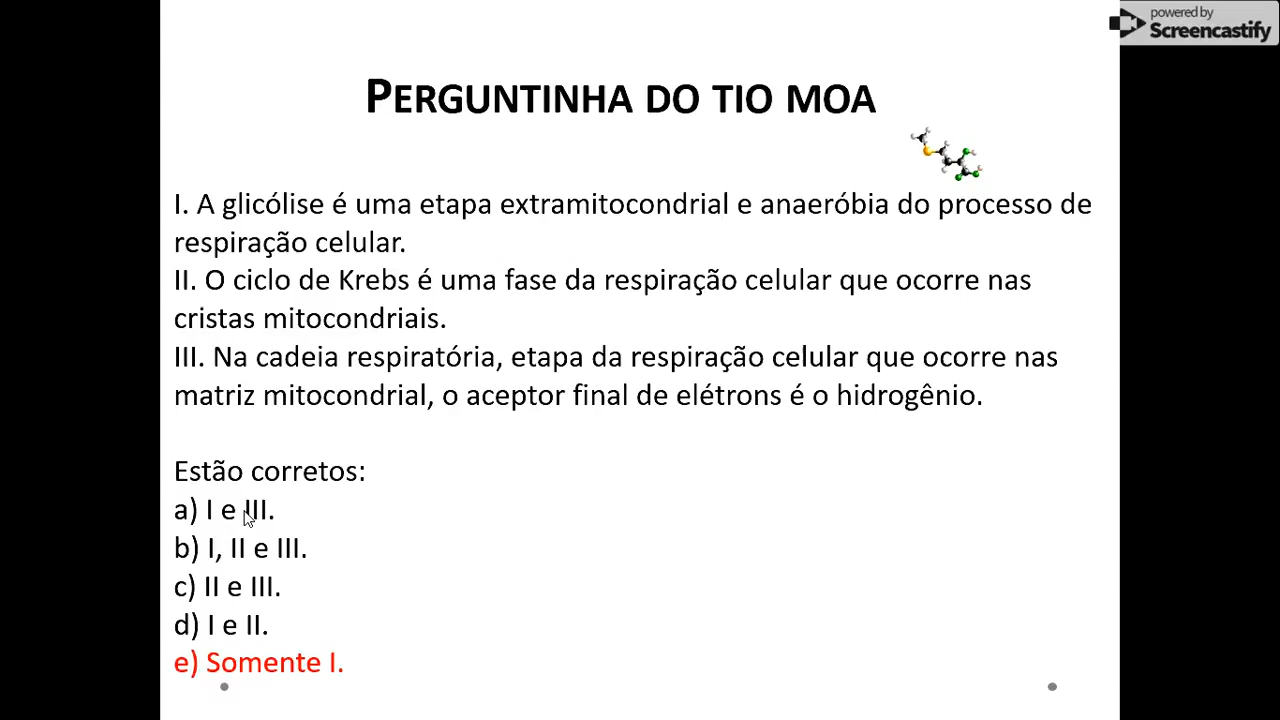 powered by
Screencastify
PERGUNTINHA DO TIO MOA
I. A glicólise é uma etapa extramitocondrial e anaeróbia do processo de
respiração celular.
II. O ciclo de Krebs é uma fase da respiração celular que ocorre nas
cristas mitocondriais.
III. Na cadeia respiratória, etapa da respiração celular que ocorre nas
matriz mitocondrial, o aceptor final de elétrons é o hidrogênio.
Estão corretos:
a) I e III.
b) I, II e III.
c) II e III.
d) I e II.
e) Somente I.